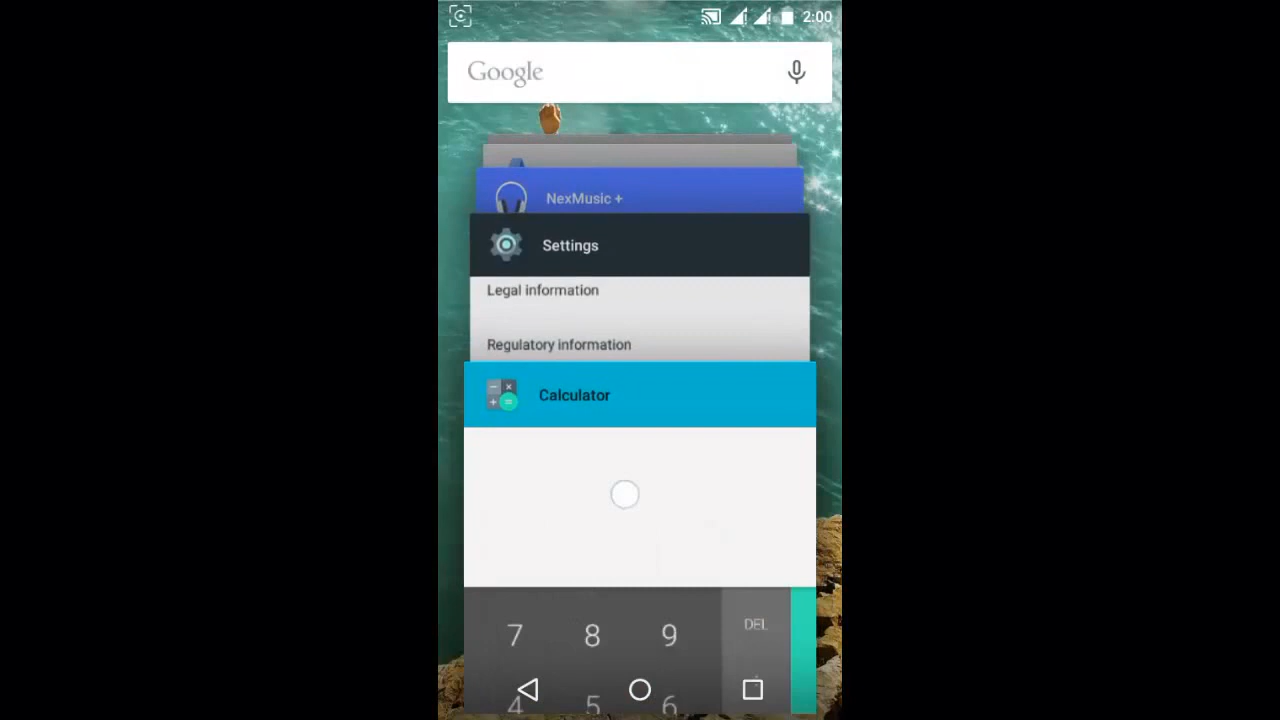 2:00
Google
NexMusic +
Settings
Legal information
Regulatory information
− ×
+ =
Calculator
7 8 9 DEL
4 5 6